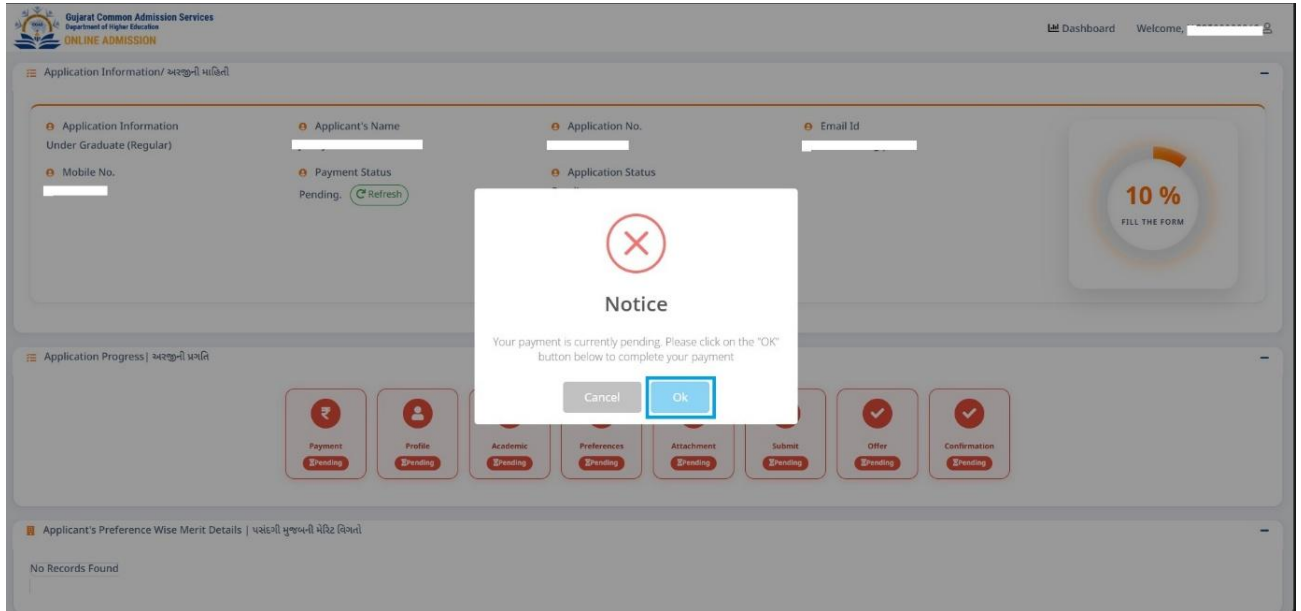 Gujarat Common Admission Services
Department of Higher Education
ONLINE ADMISSION
Dashboard Welcome,
Application Information/ અરજીની માહિતી
Application Information
Under Graduate (Regular)
Applicant's Name
Application No.
Email Id
Mobile No.
Payment Status
Pending. Refresh
Application Status
10 %
FILL THE FORM
Notice
Your payment is currently pending. Please click on the "OK"
button below to complete your payment
Cancel Ok
Application Progress| અરજીની પ્રગતિ
Payment
Pending
Profile
Pending
Academic
Pending
Preferences
Pending
Attachment
Pending
Submit
Pending
Offer
Pending
Confirmation
Pending
Applicant's Preference Wise Merit Details | પસંદગી મુજબની મેરિટ વિગતો
No Records Found